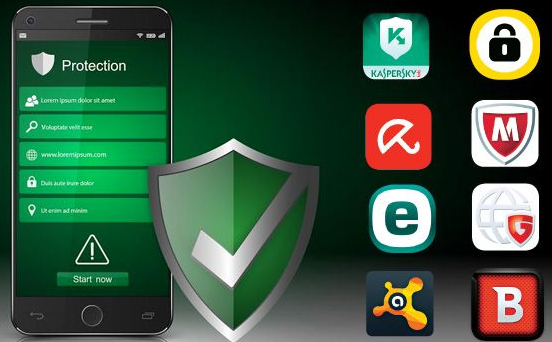 Protection
Lorem ipsum dolor sit amet
Voluptate velit esse
www.loremipsum.com
Duis aute irure dolor
Ut enim ad minim
Start now
KASPERSKY
M
e
G
a
B